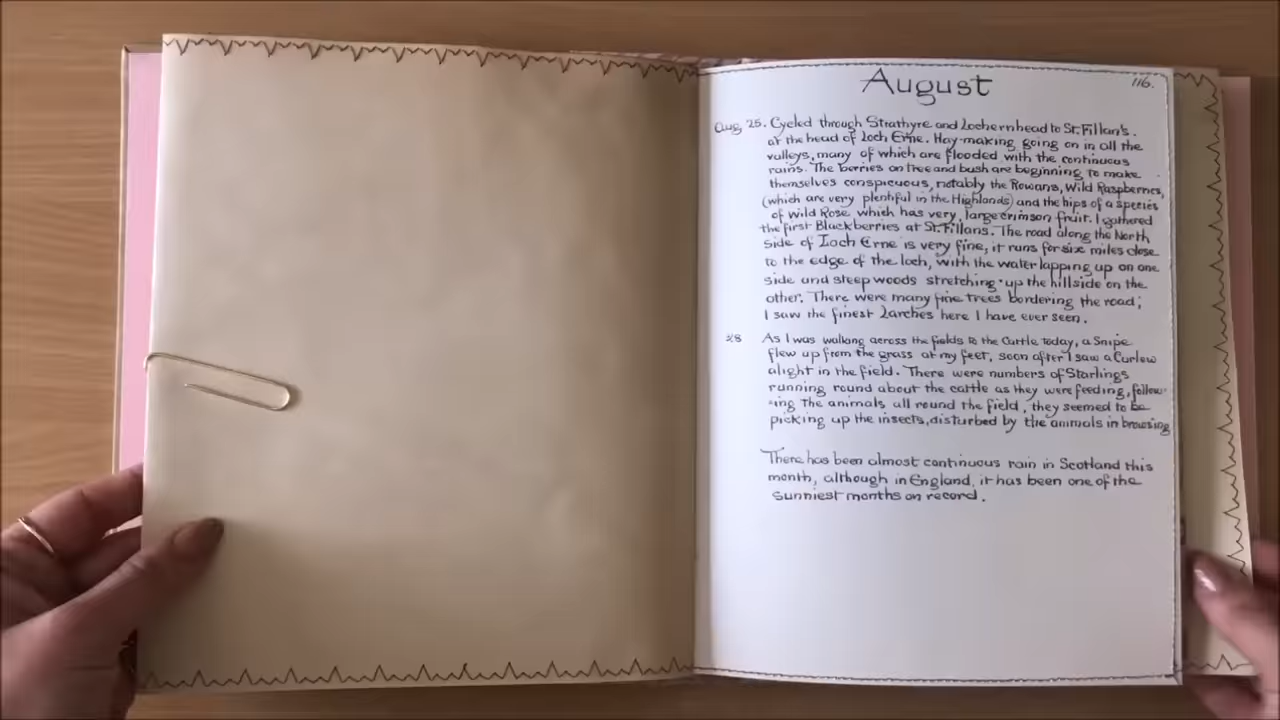 August
116.
Aug. 25. Cycled through Strathyre and Lochernhead to St. Fillan's.
at the head of Loch Erne. Hay-making going on in all the
valleys, many of which are flooded with the continuous
rains. The berries on tree and bush are beginning to make
themselves conspicuous, notably the Rowans, Wild Raspberries,
(which are very plentiful in the Highlands) and the hips of a species
of Wild Rose which has very, large crimson fruit. I gathered
the first Blackberries at St. Fillans. The road along the North
side of Loch Erne is very fine, it runs for six miles close
to the edge of the loch, with the water lapping up on one
side and steep woods stretching up the hillside on the
other. There were many fine trees bordering the road;
I saw the finest Larches here I have ever seen.
28 As I was walking across the fields to the Cattle today, a Snipe
flew up from the grass at my feet, soon after I saw a Curlew
alight in the field. There were numbers of Starlings
running round about the cattle as they were feeding, follow-
-ing the animals all round the field, they seemed to be
picking up the insects, disturbed by the animals in browsing
There has been almost continuous rain in Scotland this
month, although in England, it has been one of the
sunniest months on record.